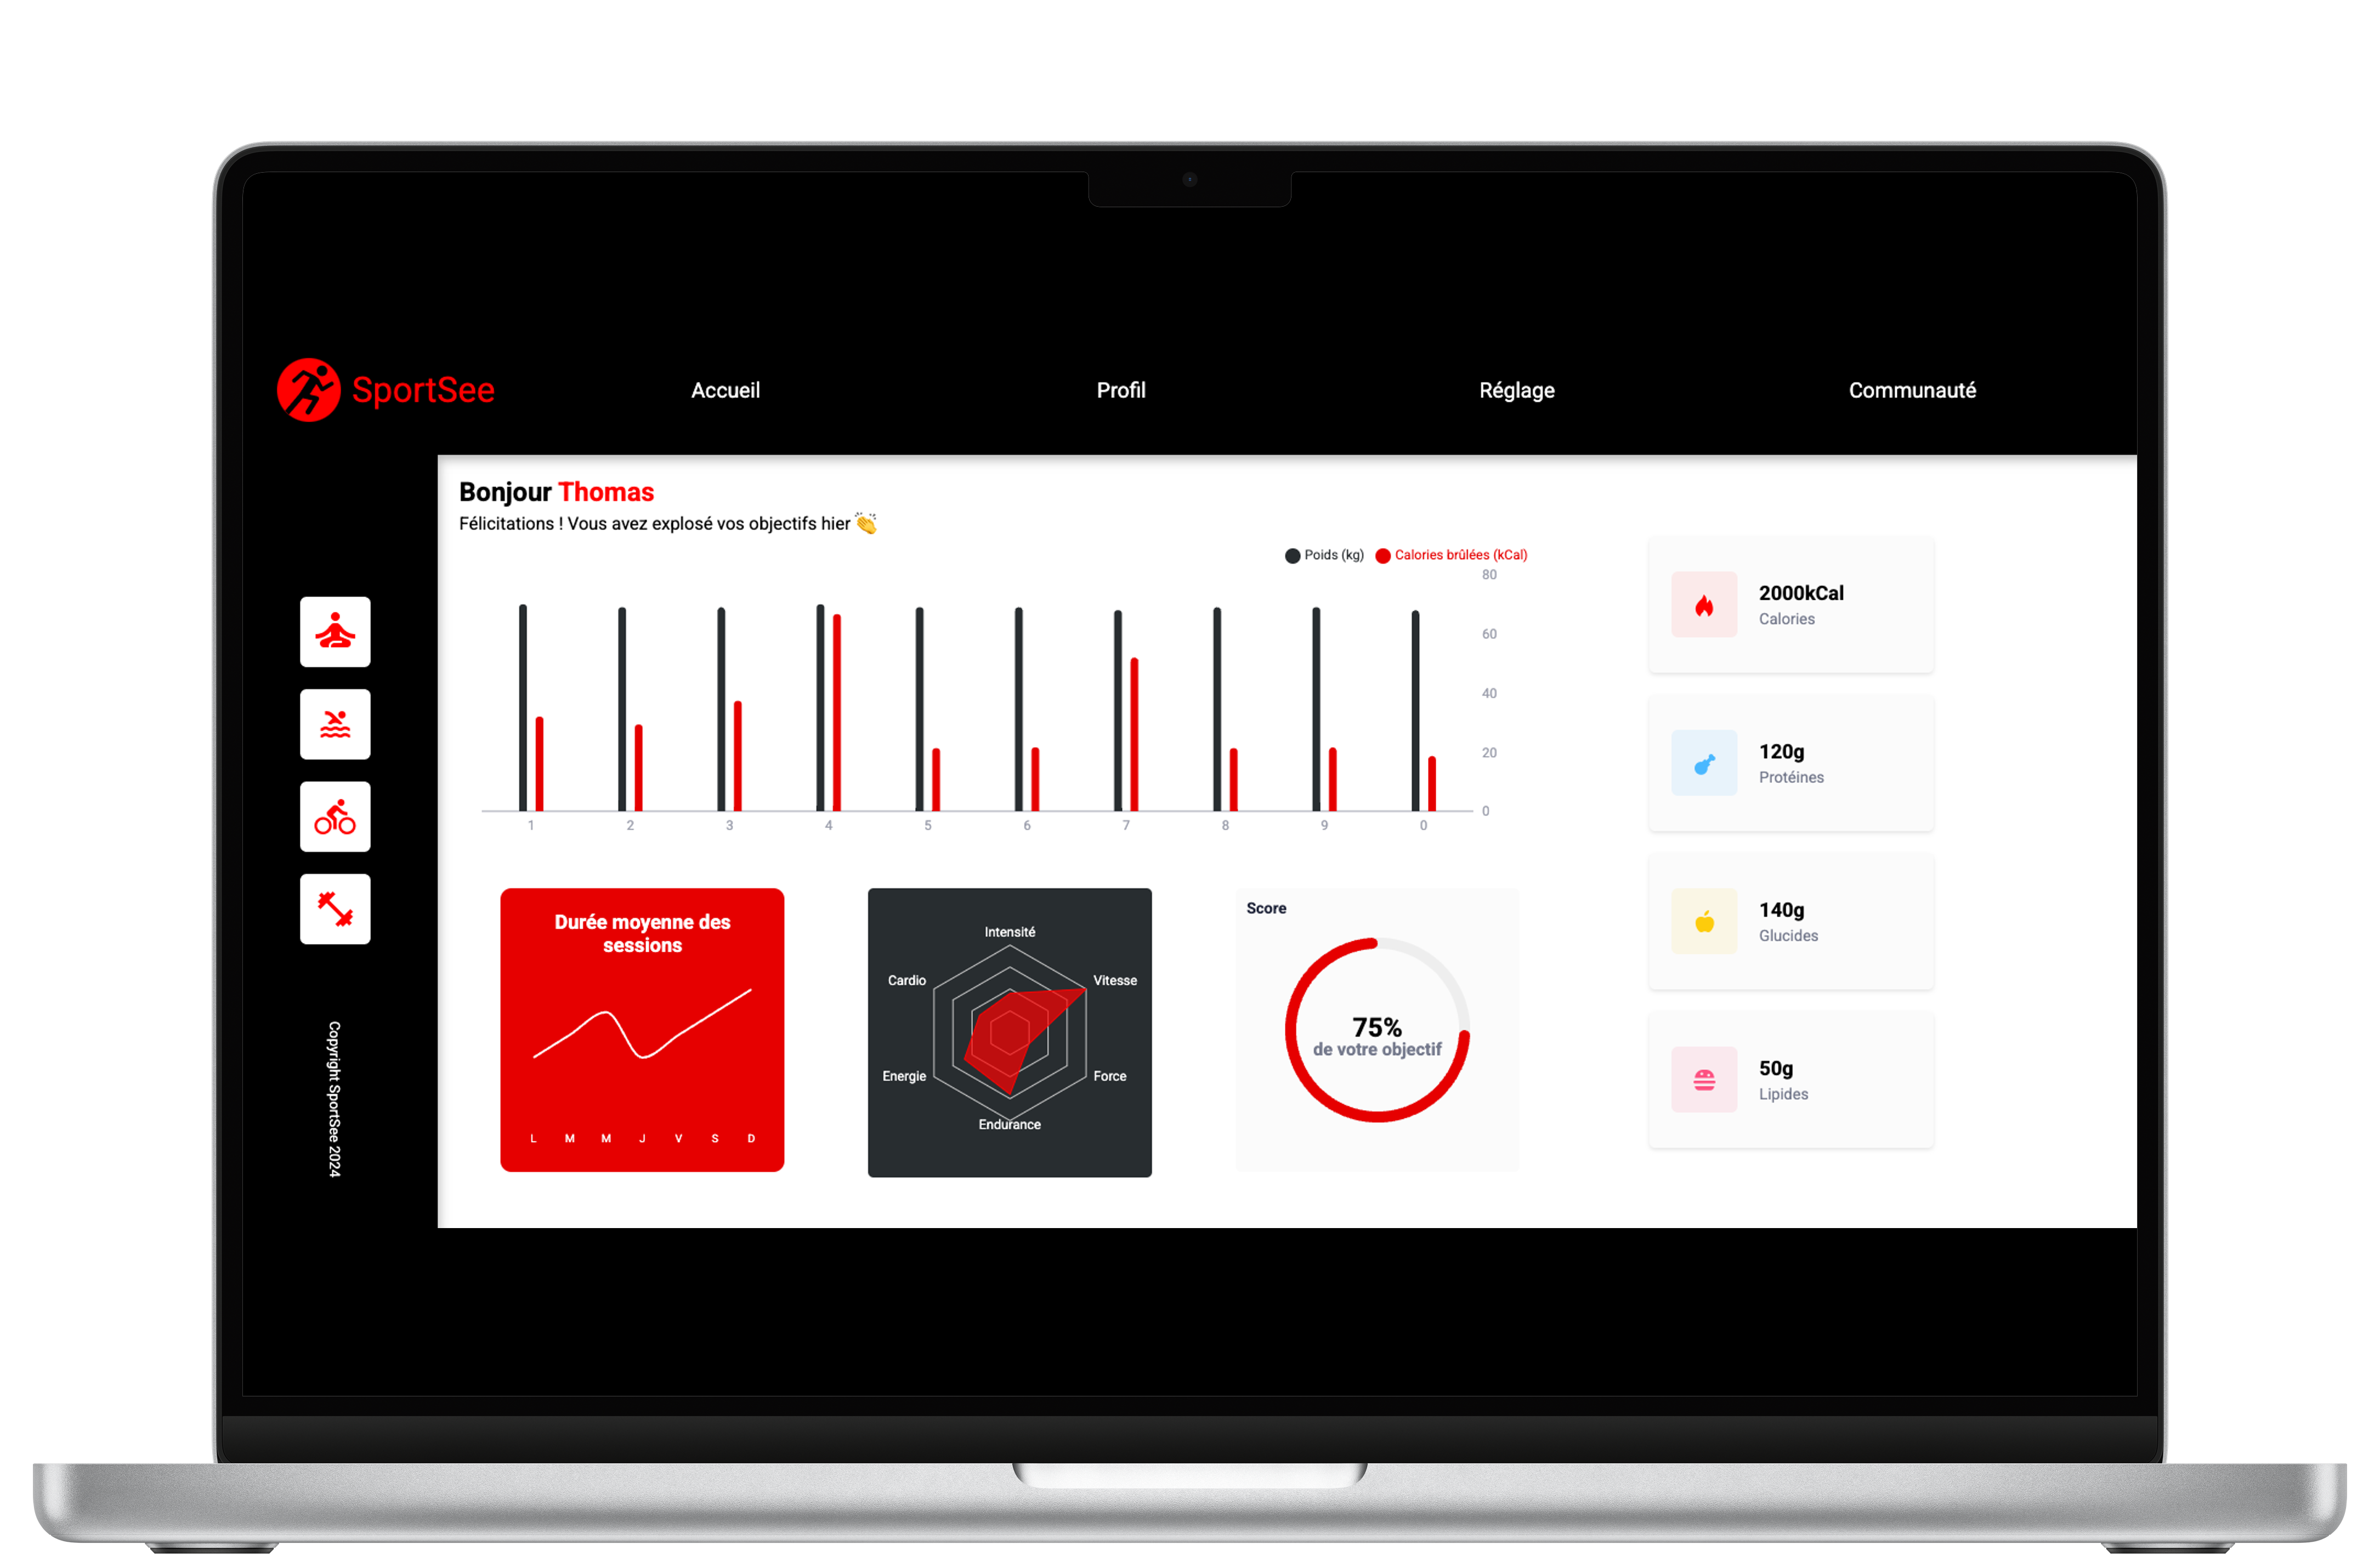 SportSee
Accueil
Profil
Réglage
Communauté
Bonjour Thomas
Félicitations ! Vous avez explosé vos objectifs hier 👏
Poids (kg)
Calories brûlées (kCal)
80
60
40
20
0
1 2 3 4 5 6 7 8 9 0
Durée moyenne des
sessions
L M M J V S D
Intensité
Vitesse
Force
Endurance
Energie
Cardio
Score
75%
de votre objectif
2000kCal
Calories
120g
Protéines
140g
Glucides
50g
Lipides
Copyright SportSee 2024